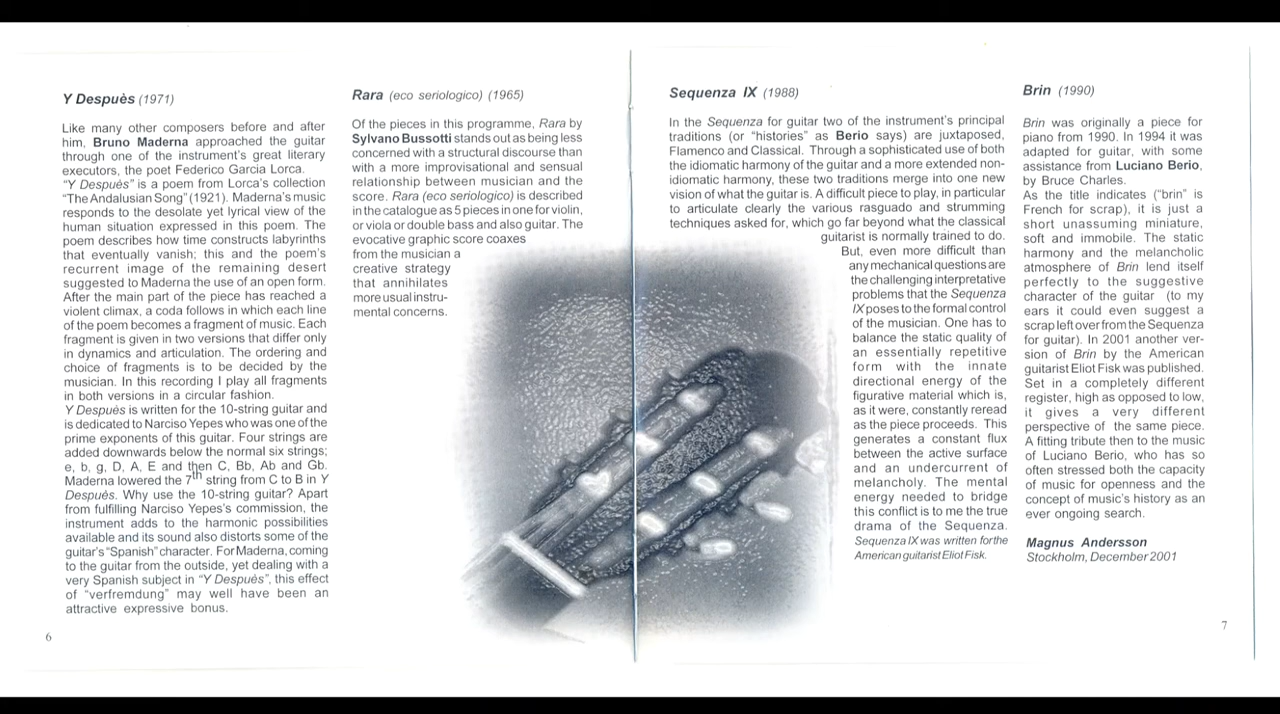 Y Despuès (1971)
Like many other composers before and after
him, Bruno Maderna approached the guitar
through one of the instrument's great literary
executors, the poet Federico Garcia Lorca.
"Y Despuès" is a poem from Lorca's collection
"The Andalusian Song" (1921). Maderna's music
responds to the desolate yet lyrical view of the
human situation expressed in this poem. The
poem describes how time constructs labyrinths
that eventually vanish; this and the poem's
recurrent image of the remaining desert
suggested to Maderna the use of an open form.
After the main part of the piece has reached a
violent climax, a coda follows in which each line
of the poem becomes a fragment of music. Each
fragment is given in two versions that differ only
in dynamics and articulation. The ordering and
choice of fragments is to be decided by the
musician. In this recording I play all fragments
in both versions in a circular fashion.
Y Despuès is written for the 10-string guitar and
is dedicated to Narciso Yepes who was one of the
prime exponents of this guitar. Four strings are
added downwards below the normal six strings;
e, b, g, D, A, E and then C, Bb, Ab and Gb.
Maderna lowered the 7th string from C to B in Y
Despuès. Why use the 10-string guitar? Apart
from fulfilling Narciso Yepes's commission, the
instrument adds to the harmonic possibilities
available and its sound also distorts some of the
guitar's "Spanish" character. For Maderna, coming
to the guitar from the outside, yet dealing with a
very Spanish subject in "Y Despuès", this effect
of "verfremdung" may well have been an
attractive expressive bonus.
6
Rara (eco seriologico) (1965)
Of the pieces in this programme, Rara by
Sylvano Bussotti stands out as being less
concerned with a structural discourse than
with a more improvisational and sensual
relationship between musician and the
score. Rara (eco seriologico) is described
in the catalogue as 5 pieces in one for violin,
or viola or double bass and also guitar. The
evocative graphic score coaxes
from the musician a
creative strategy
that annihilates
more usual instru-
mental concerns.
Sequenza IX (1988)
In the Sequenza for guitar two of the instrument's principal
traditions (or "histories" as Berio says) are juxtaposed,
Flamenco and Classical. Through a sophisticated use of both
the idiomatic harmony of the guitar and a more extended non-
idiomatic harmony, these two traditions merge into one new
vision of what the guitar is. A difficult piece to play, in particular
to articulate clearly the various rasguado and strumming
techniques asked for, which go far beyond what the classical
guitarist is normally trained to do.
But, even more difficult than
any mechanical questions are
the challenging interpretative
problems that the Sequenza
IX poses to the formal control
of the musician. One has to
balance the static quality of
an essentially repetitive
form with the innate
directional energy of the
figurative material which is,
as it were, constantly reread
as the piece proceeds. This
generates a constant flux
between the active surface
and an undercurrent of
melancholy. The mental
energy needed to bridge
this conflict is to me the true
drama of the Sequenza.
Sequenza IX was written for the
American guitarist Eliot Fisk.
Brin (1990)
Brin was originally a piece for
piano from 1990. In 1994 it was
adapted for guitar, with some
assistance from Luciano Berio,
by Bruce Charles.
As the title indicates ("brin" is
French for scrap), it is just a
short unassuming miniature,
soft and immobile. The static
harmony and the melancholic
atmosphere of Brin lend itself
perfectly to the suggestive
character of the guitar (to my
ears it could even suggest a
scrap left over from the Sequenza
for guitar). In 2001 another ver-
sion of Brin by the American
guitarist Eliot Fisk was published.
Set in a completely different
register, high as opposed to low,
it gives a very different
perspective of the same piece.
A fitting tribute then to the music
of Luciano Berio, who has so
often stressed both the capacity
of music for openness and the
concept of music's history as an
ever ongoing search.
Magnus Andersson
Stockholm, December 2001
7